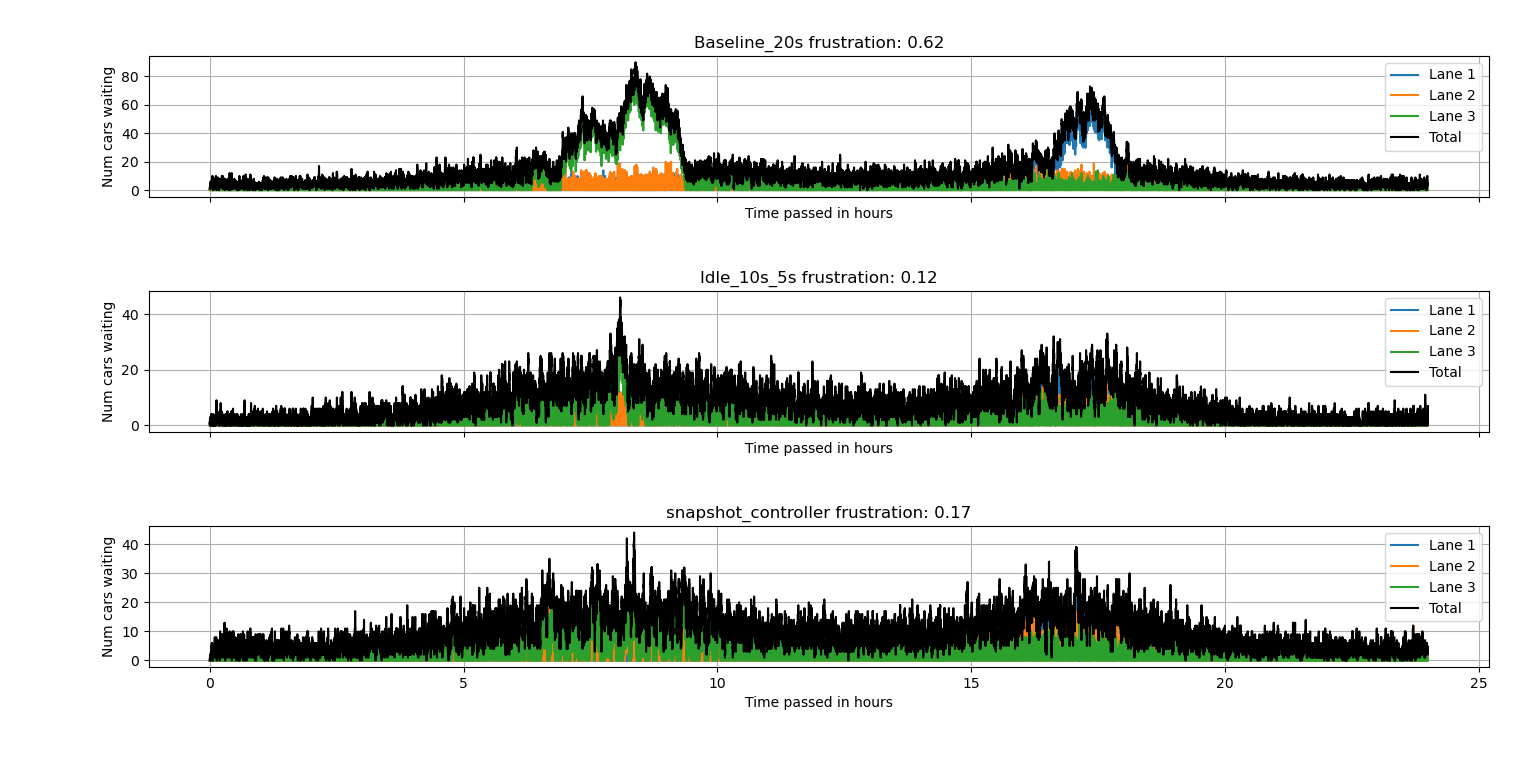 Baseline_20s frustration: 0.62
Num cars waiting
80
60
40
20
0
Lane 1
Lane 2
Lane 3
Total
Time passed in hours
Idle_10s_5s frustration: 0.12
Num cars waiting
40
20
0
Lane 1
Lane 2
Lane 3
Total
Time passed in hours
snapshot_controller frustration: 0.17
Num cars waiting
40
30
20
10
0
Lane 1
Lane 2
Lane 3
Total
0 5 10 15 20 25
Time passed in hours